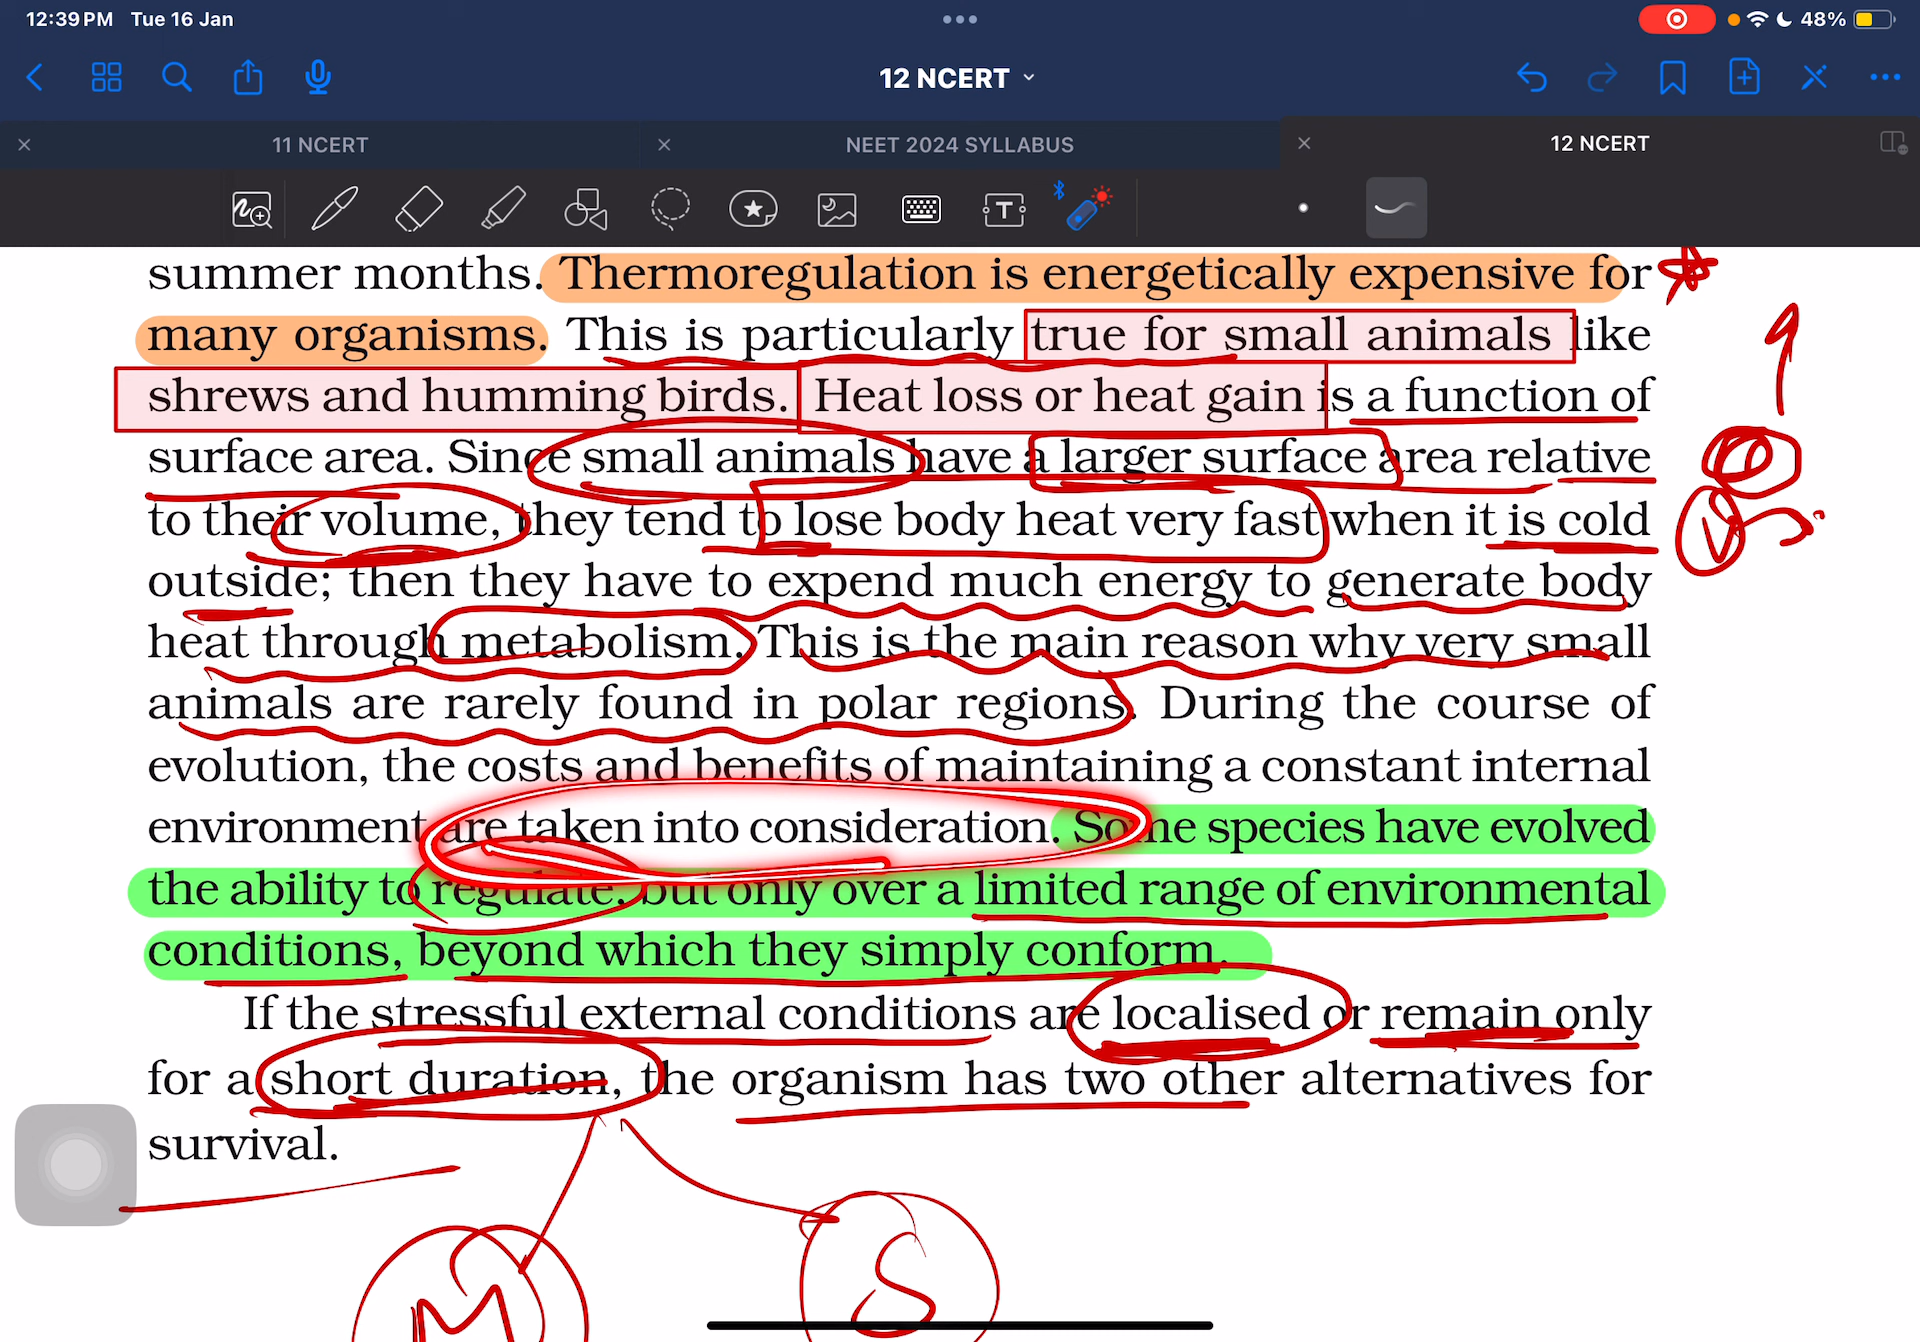 12:39 PM Tue 16 Jan
48%
12 NCERT
11 NCERT
NEET 2024 SYLLABUS
12 NCERT
summer months. Thermoregulation is energetically expensive for
many organisms. This is particularly true for small animals like
shrews and humming birds. Heat loss or heat gain is a function of
surface area. Since small animals have a larger surface area relative
to their volume, they tend to lose body heat very fast when it is cold
outside; then they have to expend much energy to generate body
heat through metabolism. This is the main reason why very small
animals are rarely found in polar regions. During the course of
evolution, the costs and benefits of maintaining a constant internal
environment are taken into consideration. Some species have evolved
the ability to regulate, but only over a limited range of environmental
conditions, beyond which they simply conform.
If the stressful external conditions are localised or remain only
for a short duration, the organism has two other alternatives for
survival.
M
S